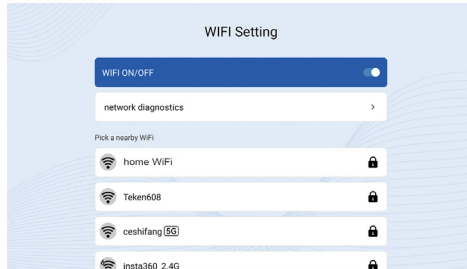 WIFI Setting
WIFI ON/OFF
network diagnostics
Pick a nearby WiFi
home WiFi
Teken608
ceshifang 5G
insta360_2.4G